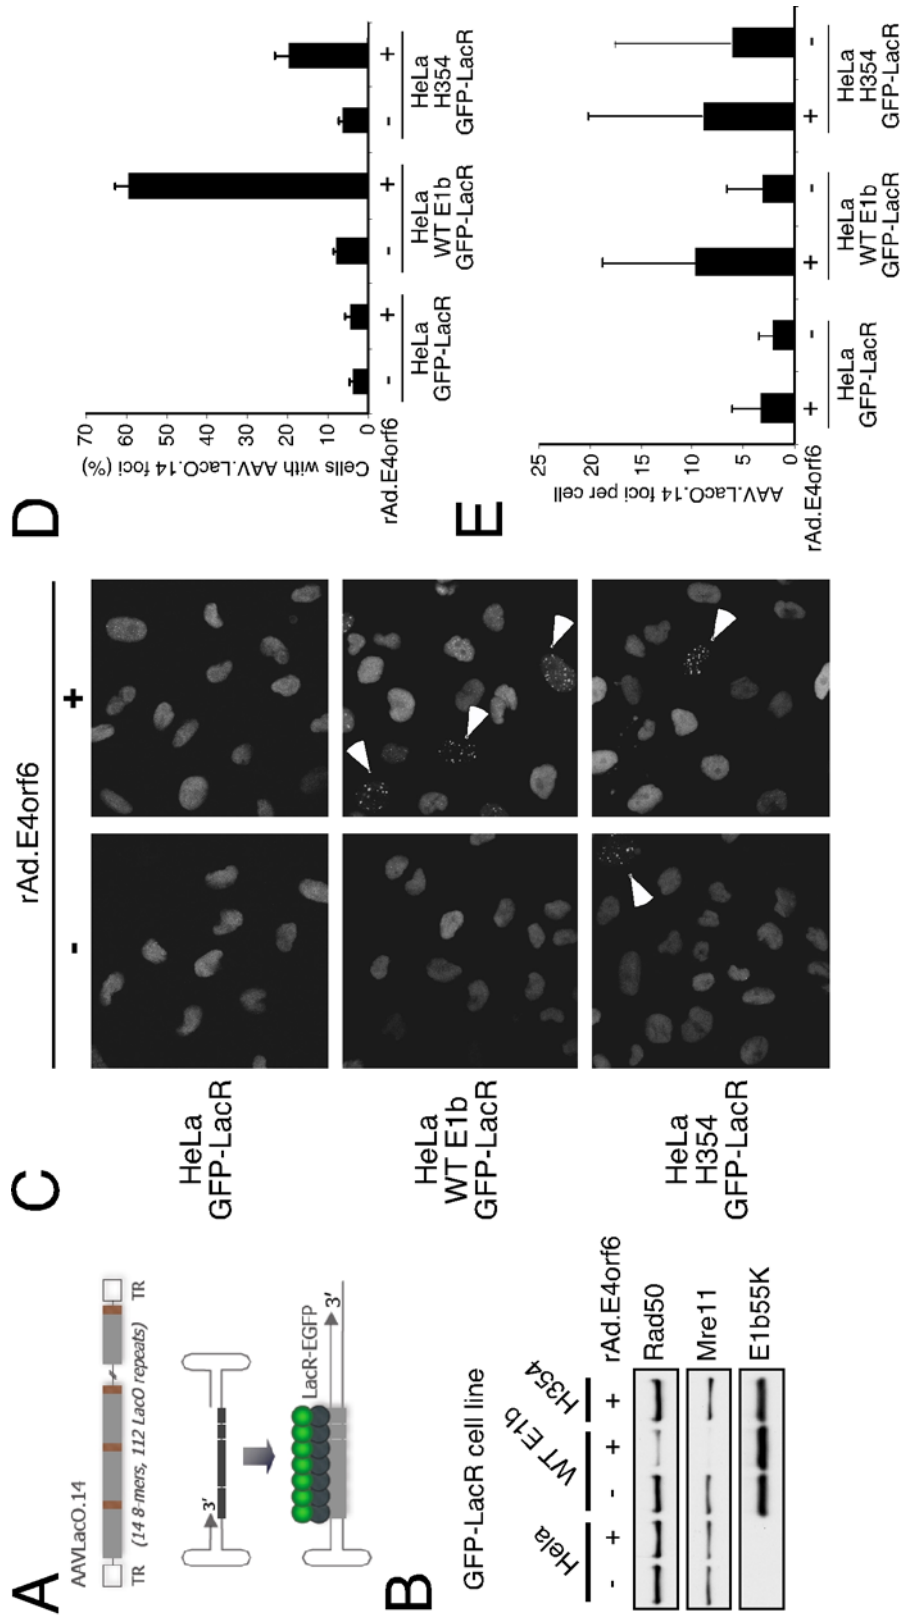 A
AAVLacO.14
TR
TR
(14 8-mers, 112 LacO repeats)
3'
LacR-EGFP
3'
B
GFP-LacR cell line
Hela
WT E1b
H354
- + - + +
rAd.E4orf6
Rad50
Mre11
E1b55K
C
rAd.E4orf6
- +
HeLa
GFP-LacR
HeLa
WT E1b
GFP-LacR
HeLa
H354
GFP-LacR
D
Cells with AAV.LacO.14 foci (%)
70
60
50
40
30
20
10
0
rAd.E4orf6
- + - + - +
HeLa
GFP-LacR
HeLa
WT E1b
GFP-LacR
HeLa
H354
GFP-LacR
E
AAV.LacO.14 foci per cell
25
20
15
10
5
0
rAd.E4orf6
+ - + - + -
HeLa
GFP-LacR
HeLa
WT E1b
GFP-LacR
HeLa
H354
GFP-LacR